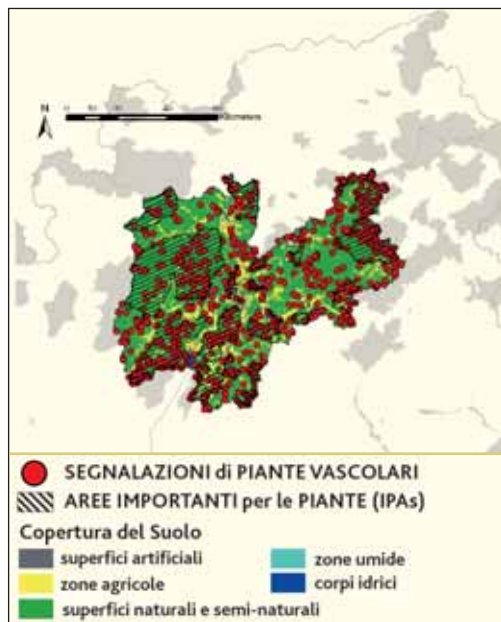 N
Kilometers
SEGNALAZIONI di PIANTE VASCOLARI
AREE IMPORTANTI per le PIANTE (IPAs)
Copertura del Suolo
superfici artificiali
zone umide
zone agricole
corpi idrici
superfici naturali e semi-naturali